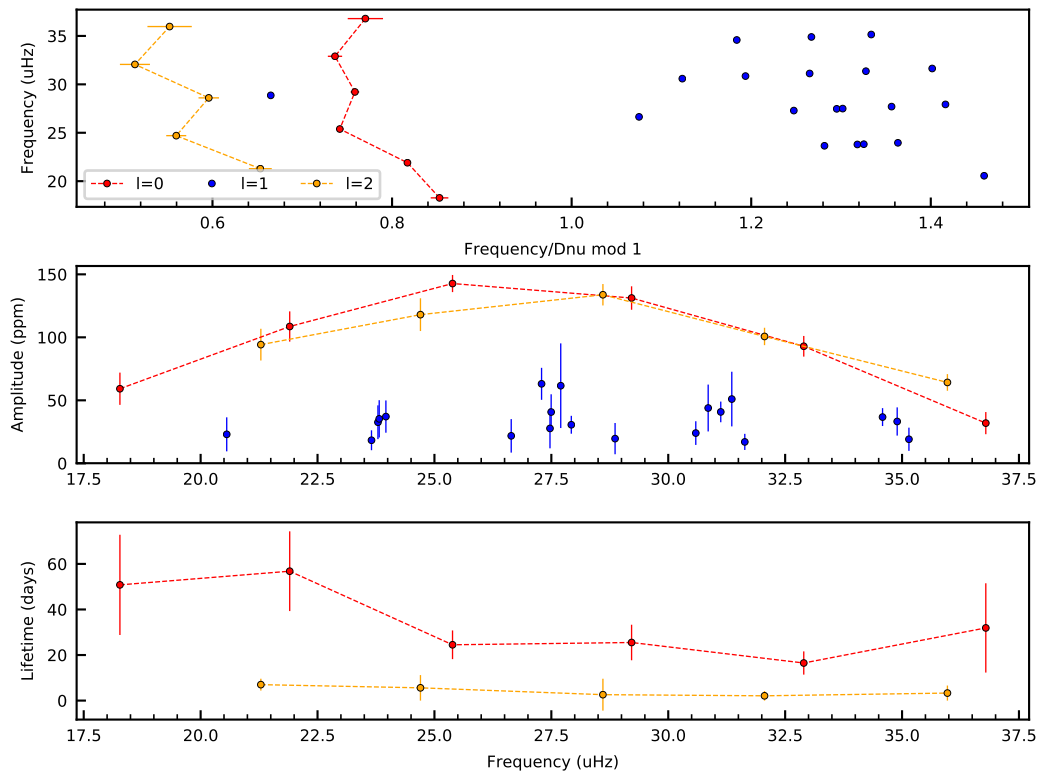 35
30
25
20
Frequency (uHz)
l=0 l=1 l=2
0.6 0.8 1.0 1.2 1.4
Frequency/Dnu mod 1
150
100
50
0
Amplitude (ppm)
17.5 20.0 22.5 25.0 27.5 30.0 32.5 35.0 37.5
60
40
20
0
Lifetime (days)
17.5 20.0 22.5 25.0 27.5 30.0 32.5 35.0 37.5
Frequency (uHz)